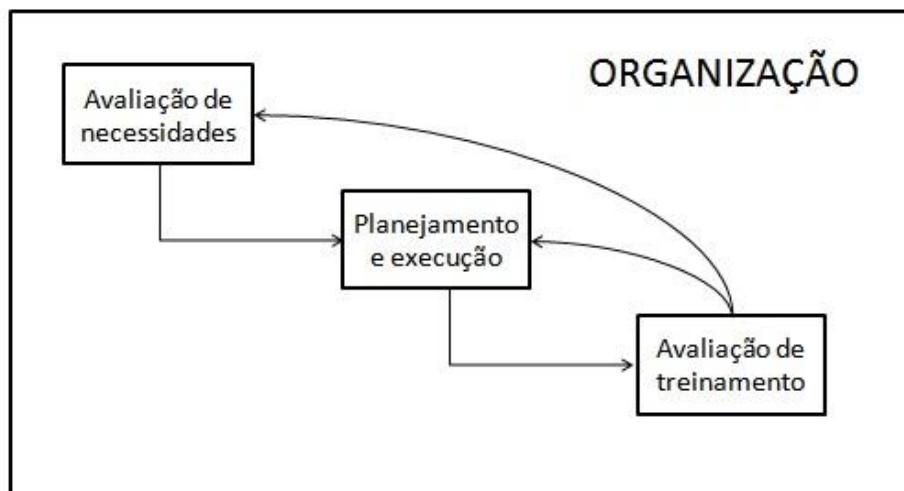 ORGANIZAÇÃO
Avaliação de
necessidades
Planejamento
e execução
Avaliação de
treinamento